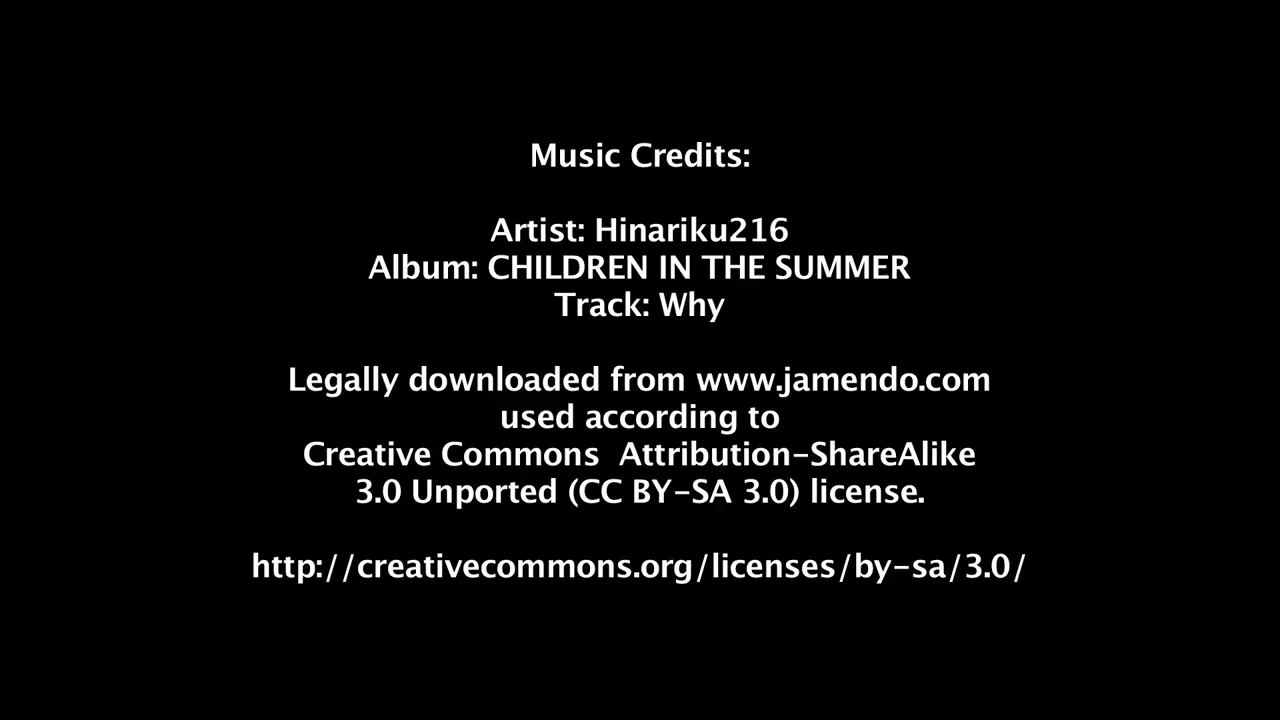 Music Credits:
Artist: Hinariku216
Album: CHILDREN IN THE SUMMER
Track: Why
Legally downloaded from www.jamendo.com
used according to
Creative Commons  Attribution-ShareAlike
3.0 Unported (CC BY-SA 3.0) license.
http://creativecommons.org/licenses/by-sa/3.0/